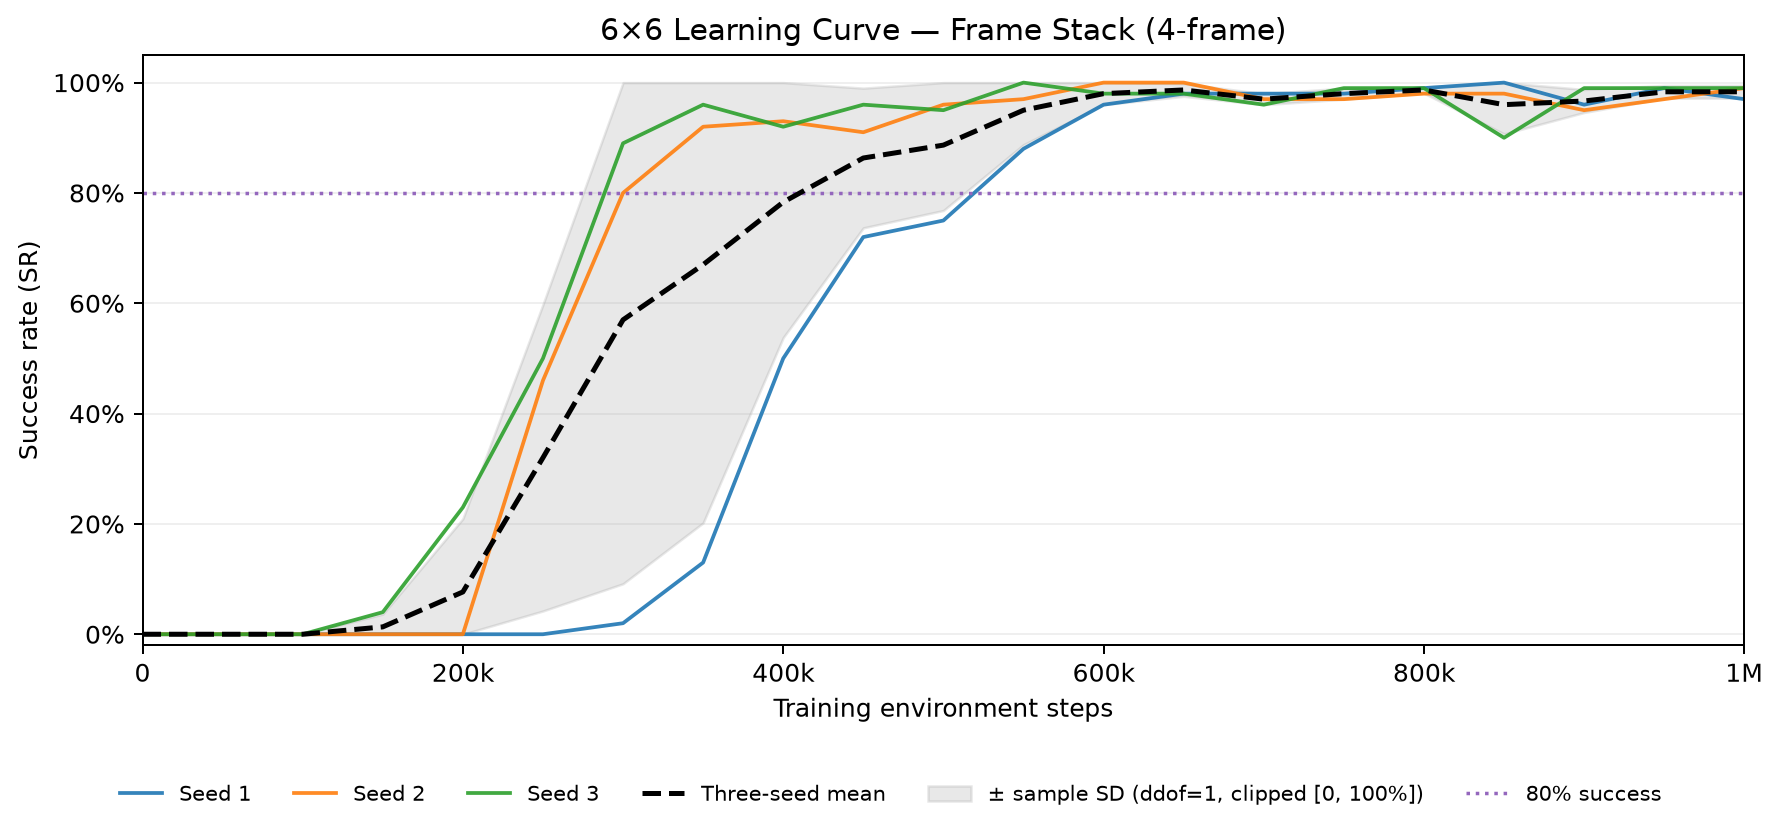 6×6 Learning Curve — Frame Stack (4-frame)
Success rate (SR)
100%
80%
60%
40%
20%
0%
0 200k 400k 600k 800k 1M
Training environment steps
Seed 1 Seed 2 Seed 3 Three-seed mean ± sample SD (ddof=1, clipped [0, 100%]) 80% success